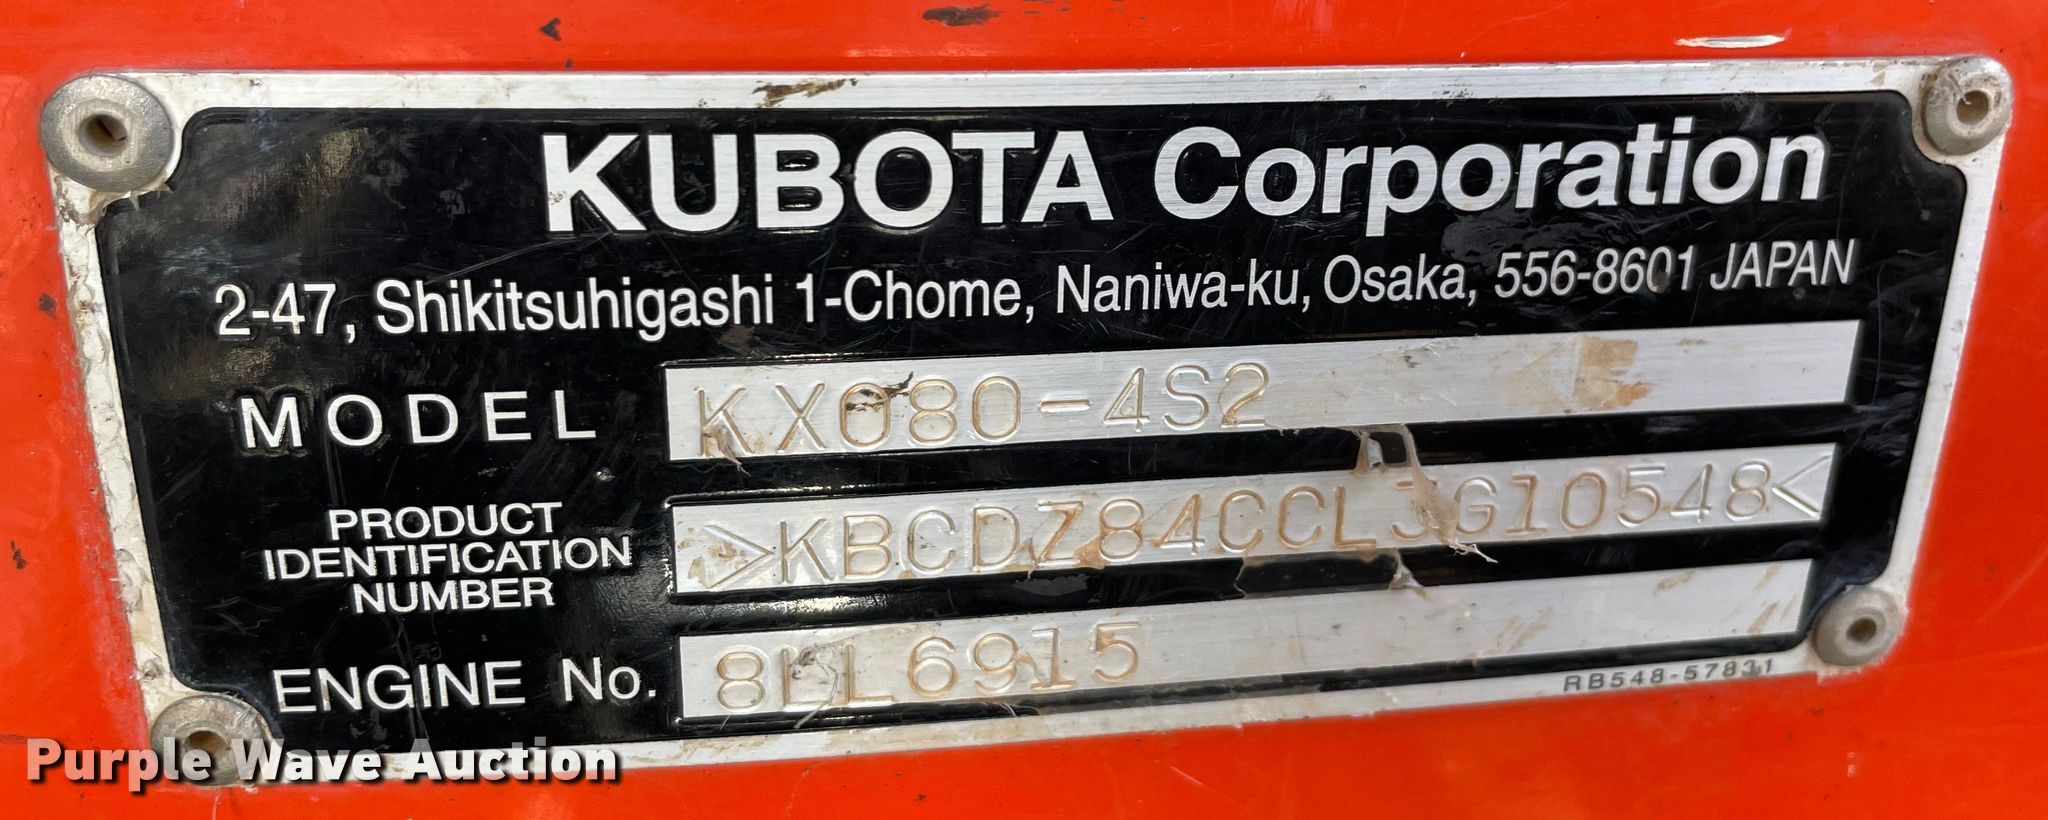 KUBOTA Corporation
2-47, Shikitsuhigashi 1-Chome, Naniwa-ku, Osaka, 556-8601 JAPAN
MODEL KX080-4S2
PRODUCT
IDENTIFICATION
NUMBER
>KBCDZ84CCL3G10548<
ENGINE No. 8LL6915
RB548-57831
Purple Wave Auction